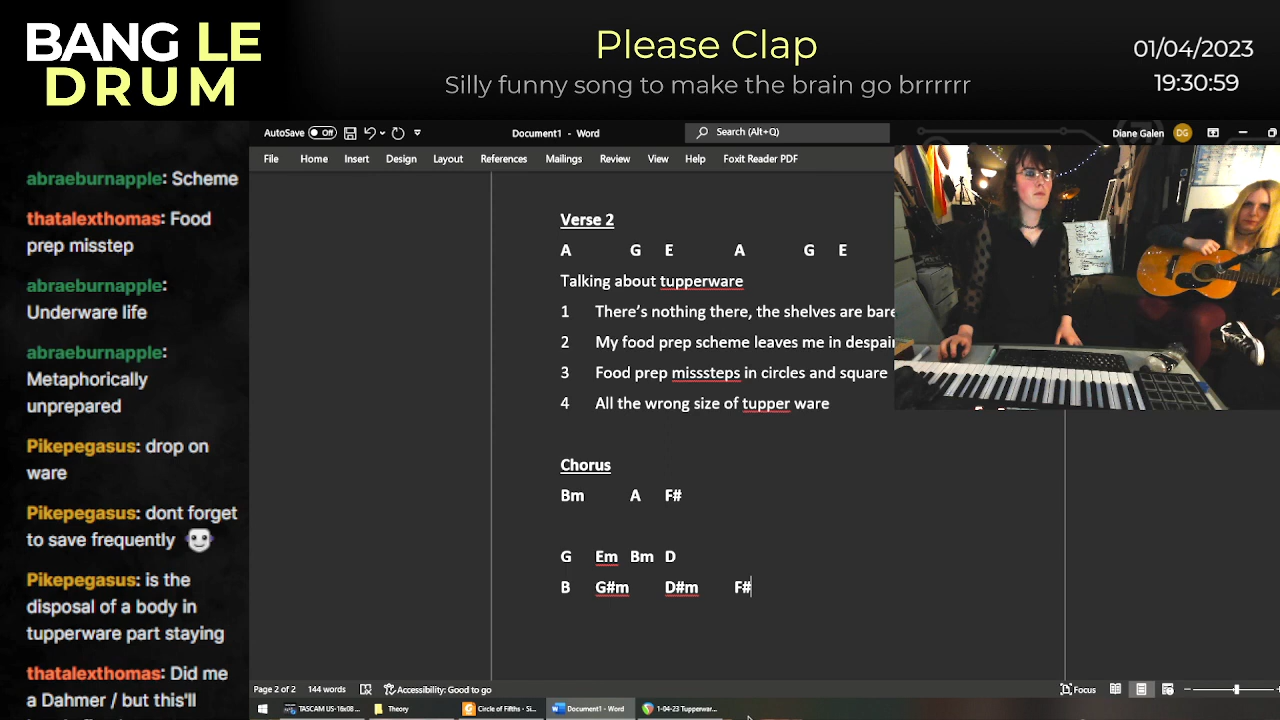 BANG LE
DRUM
Please Clap
Silly funny song to make the brain go brrrrrr
01/04/2023
19:30:59
abraeburnapple: Scheme
thatalexthomas: Food
prep misstep
abraeburnapple:
Underware life
abraeburnapple:
Metaphorically
unprepared
Pikepegasus: drop on
ware
Pikepegasus: dont forget
to save frequently
Pikepegasus: is the
disposal of a body in
tupperware part staying
thatalexthomas: Did me
a Dahmer / but this'll
AutoSave Off
Document1 - Word
Search (Alt+Q)
Diane Galen DG
File Home Insert Design Layout References Mailings Review View Help Foxit Reader PDF
Verse 2
A G E A G E
Talking about tupperware
1 There's nothing there, the shelves are bare
2 My food prep scheme leaves me in despair
3 Food prep misssteps in circles and square
4 All the wrong size of tupper ware
Chorus
Bm A F#
G Em Bm D
B G#m D#m F#
Page 2 of 2 144 words Accessibility: Good to go Focus
TASCAM US-16x08 ... Theory Circle of Fifths - Si... Document1 - Word 1-04-23 Tupperwar...